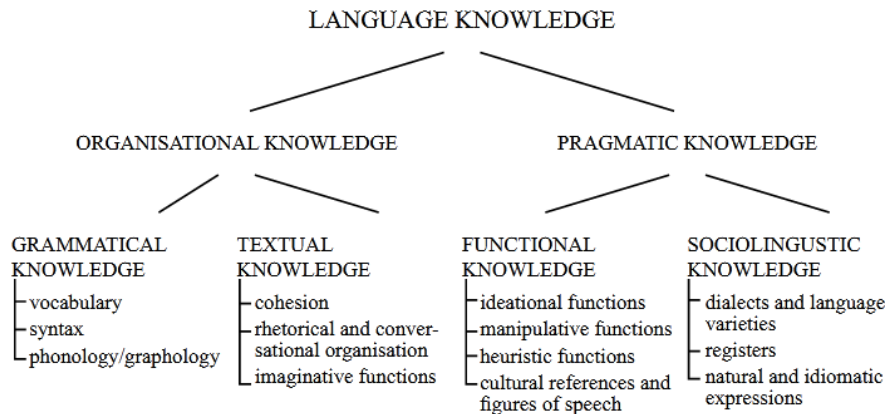 LANGUAGE KNOWLEDGE
ORGANISATIONAL KNOWLEDGE
PRAGMATIC KNOWLEDGE
GRAMMATICAL
KNOWLEDGE
vocabulary
syntax
phonology/graphology
TEXTUAL
KNOWLEDGE
cohesion
rhetorical and conver-
sational organisation
imaginative functions
FUNCTIONAL
KNOWLEDGE
ideational functions
manipulative functions
heuristic functions
cultural references and
figures of speech
SOCIOLINGUSTIC
KNOWLEDGE
dialects and language
varieties
registers
natural and idiomatic
expressions